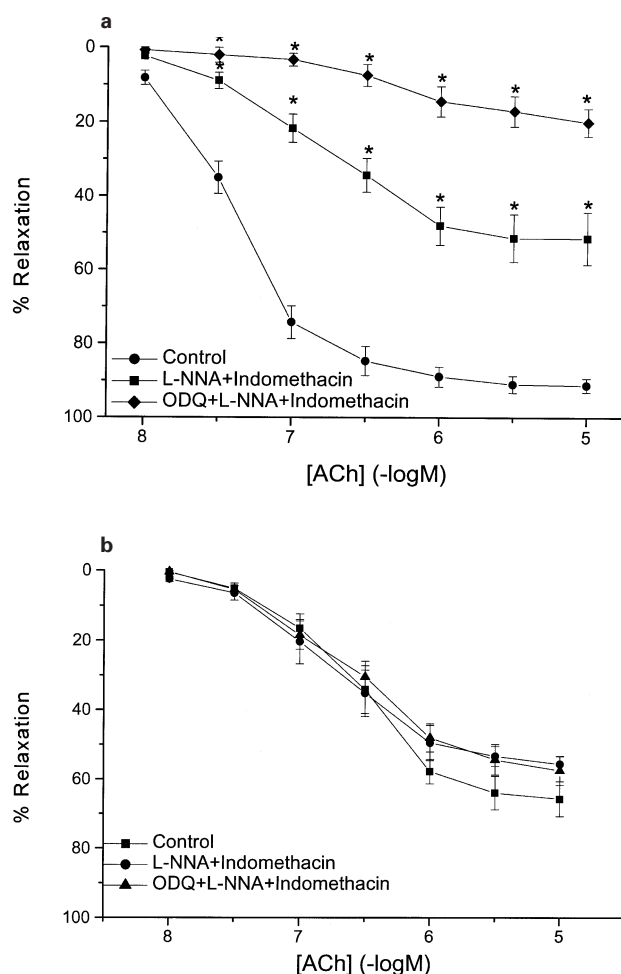 a
0
20
40
60
80
100
% Relaxation
* * * * * *
* * * * * *
Control
L-NNA+Indomethacin
ODQ+L-NNA+Indomethacin
8 7 6 5
[ACh] (-logM)
b
0
20
40
60
80
100
% Relaxation
Control
L-NNA+Indomethacin
ODQ+L-NNA+Indomethacin
8 7 6 5
[ACh] (-logM)